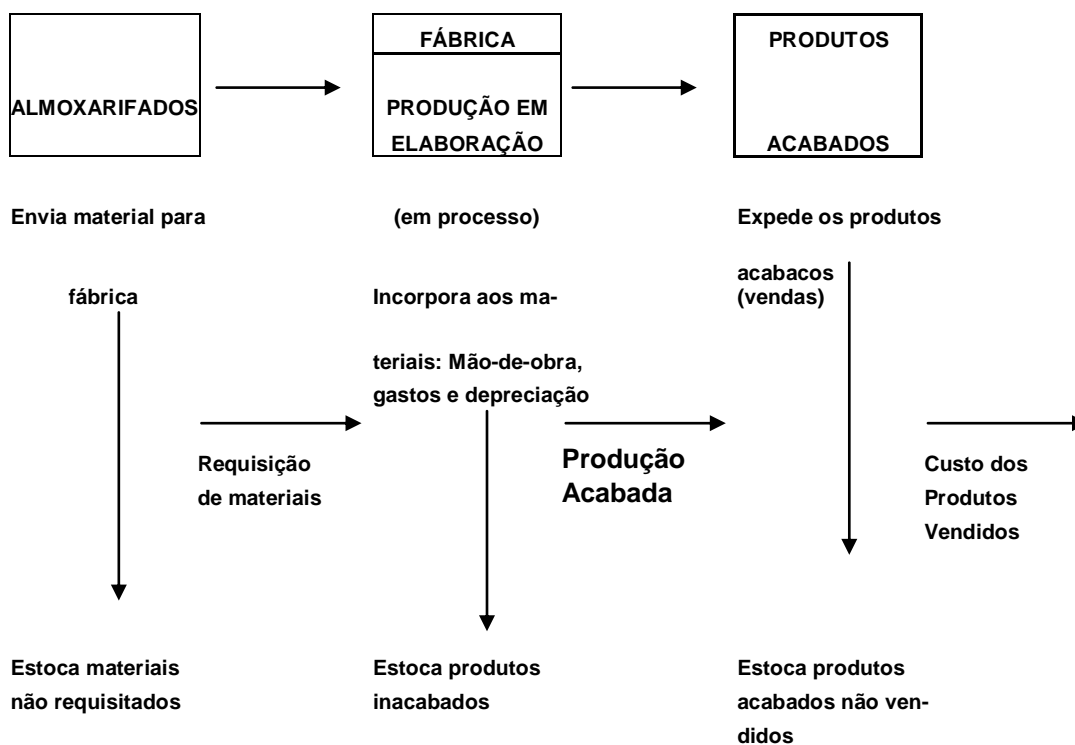 ALMOXARIFADOS
FÁBRICA
PRODUÇÃO EM
ELABORAÇÃO
PRODUTOS
ACABADOS
Envia material para
fábrica
(em processo)
Incorpora aos ma-
teriais: Mão-de-obra,
gastos e depreciação
Expede os produtos
acabacos
(vendas)
Requisição
de materiais
Produção
Acabada
Custo dos
Produtos
Vendidos
Estoca materiais
não requisitados
Estoca produtos
inacabados
Estoca produtos
acabados não ven-
didos